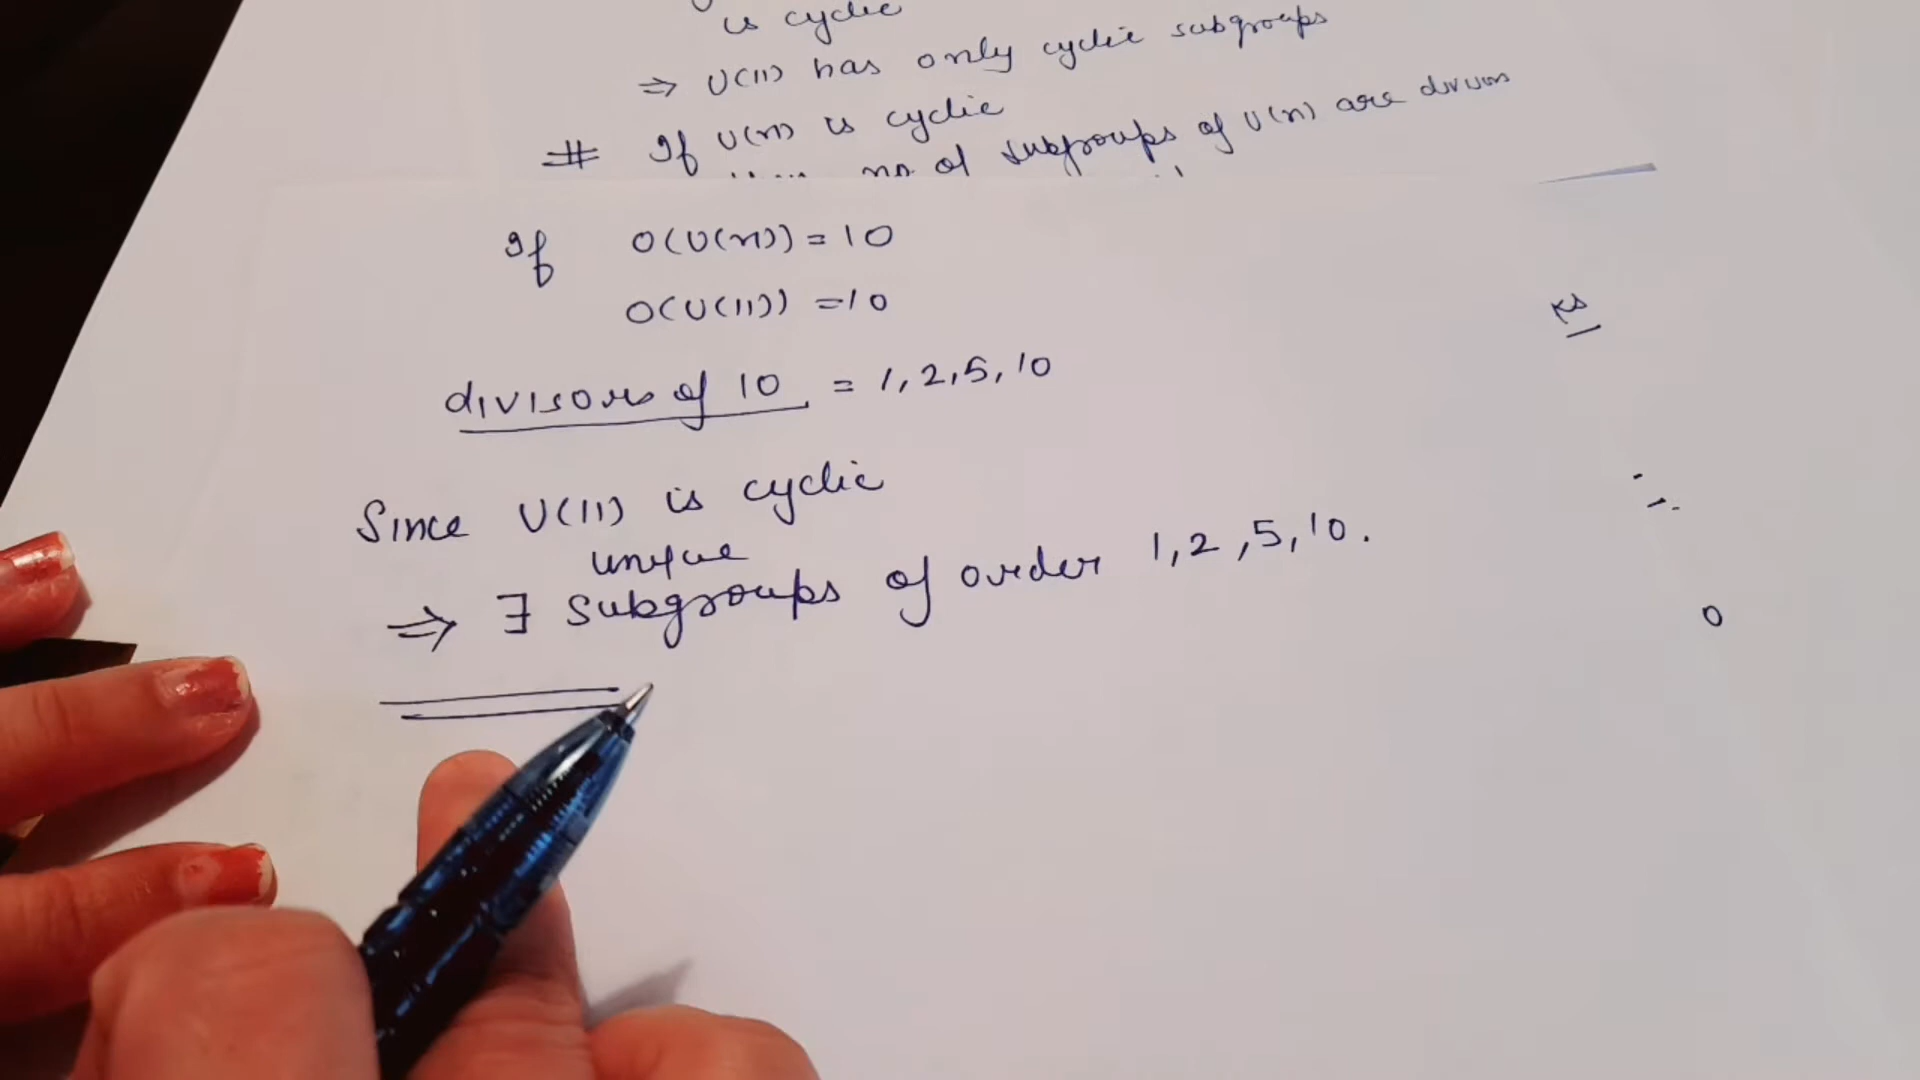 is cyclic
⇒ U(11) has only cyclic subgroups
# If U(n) is cyclic
no. of subgroups of U(n) are
If O(U(n)) = 10
O(U(11)) = 10
divisors of 10 = 1, 2, 5, 10
Since U(11) is cyclic
unique
⇒ ∃ subgroups of order 1, 2, 5, 10.